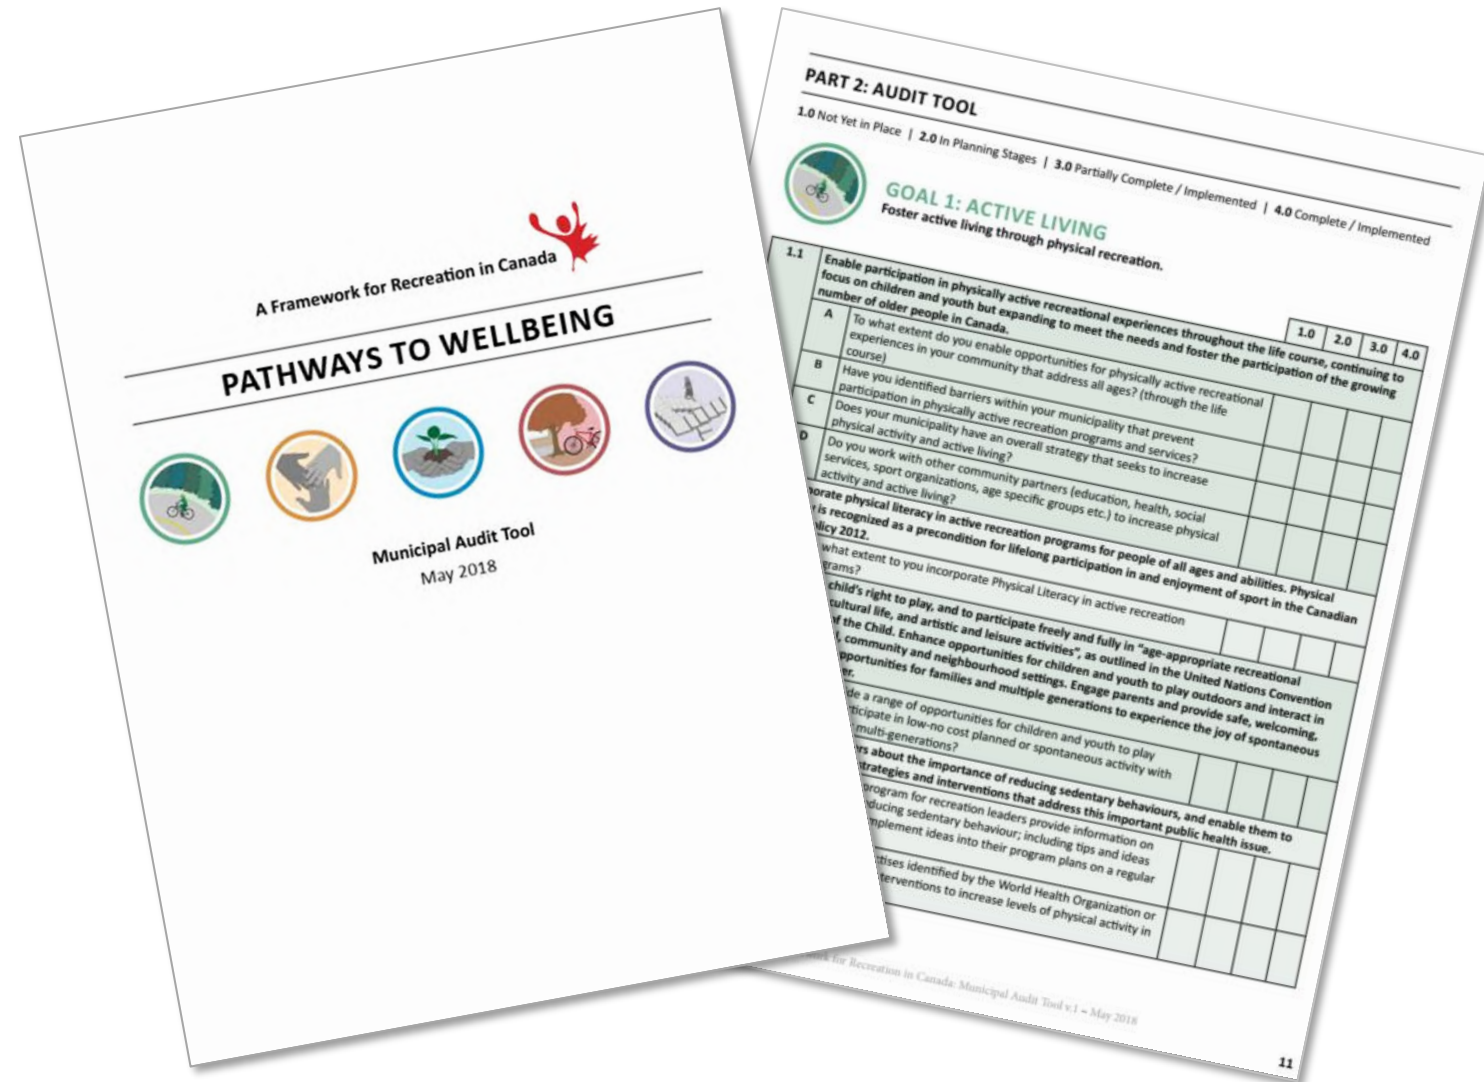 A Framework for Recreation in Canada
PATHWAYS TO WELLBEING
Municipal Audit Tool
May 2018
PART 2: AUDIT TOOL
1.0 Not Yet in Place | 2.0 In Planning Stages | 3.0 Partially Complete / Implemented | 4.0 Complete / Implemented
GOAL 1: ACTIVE LIVING
Foster active living through physical recreation.
1.1 Enable participation in physically active recreational experiences throughout the life course, continuing to
focus on children and youth but expanding to meet the needs and foster the participation of the growing
number of older people in Canada.
1.0 2.0 3.0 4.0
A To what extent do you enable opportunities for physically active recreational
experiences in your community that address all ages? (through the life
course)
B Have you identified barriers within your municipality that prevent
participation in physically active recreation programs and services?
C Does your municipality have an overall strategy that seeks to increase
physical activity and active living?
D Do you work with other community partners (education, health, social
services, sport organizations, age specific groups etc.) to increase physical
activity and active living?
physical literacy in active recreation programs for people of all ages and abilities. Physical
is recognized as a precondition for lifelong participation in and enjoyment of sport in the Canadian
2012.
what extent to you incorporate Physical Literacy in active recreation
child's right to play, and to participate freely and fully in "age-appropriate recreational
cultural life, and artistic and leisure activities", as outlined in the United Nations Convention
of the Child. Enhance opportunities for children and youth to play outdoors and interact in
community and neighbourhood settings. Engage parents and provide safe, welcoming,
opportunities for families and multiple generations to experience the joy of spontaneous
a range of opportunities for children and youth to play
in low-no cost planned or spontaneous activity with
multi-generations?
about the importance of reducing sedentary behaviours, and enable them to
strategies and interventions that address this important public health issue.
program for recreation leaders provide information on
reducing sedentary behaviour; including tips and ideas
implement ideas into their program plans on a regular
identified by the World Health Organization or
interventions to increase levels of physical activity in
for Recreation in Canada: Municipal Audit Tool v.1 – May 2018
11